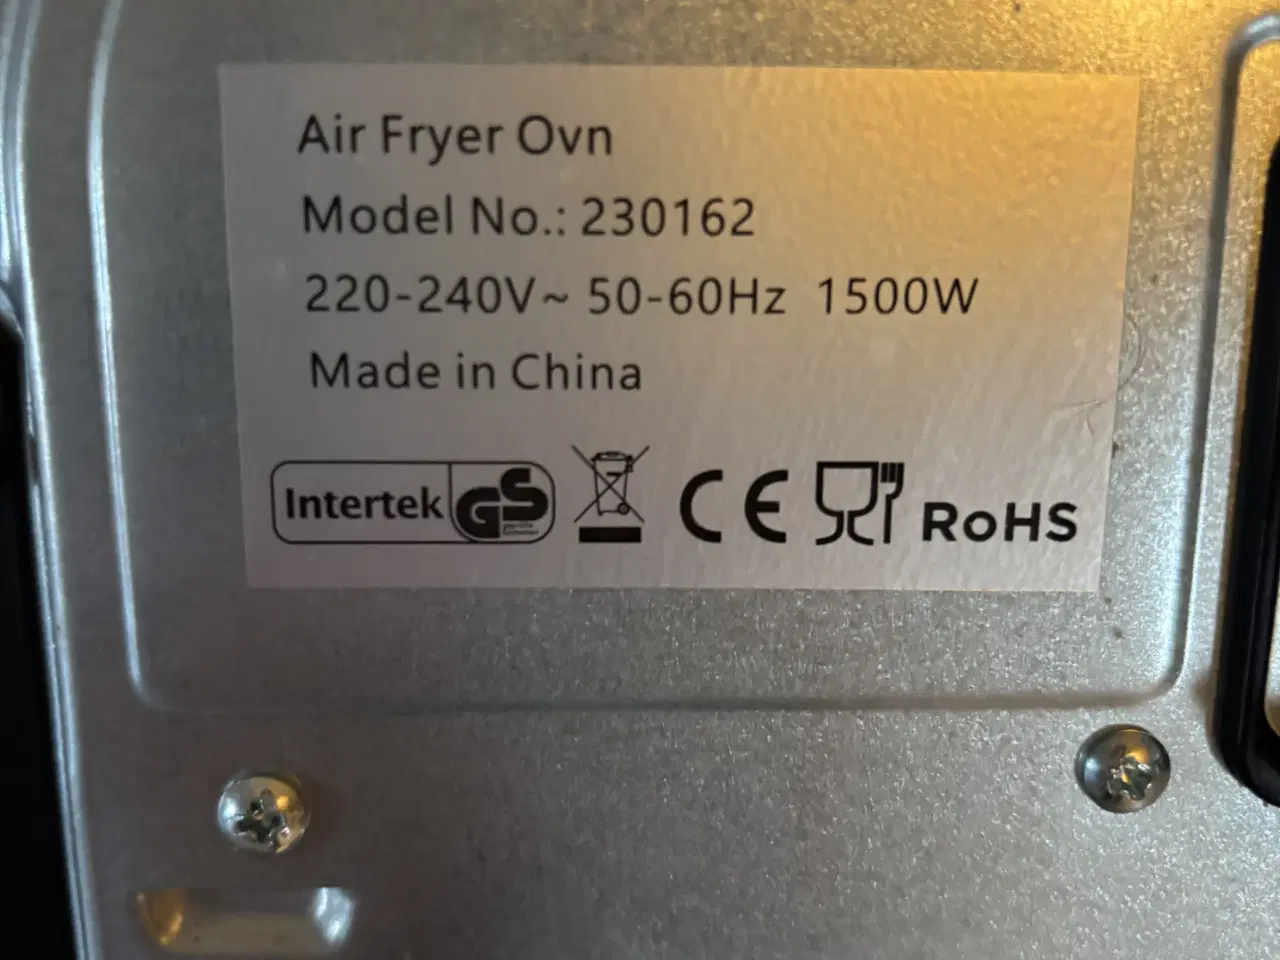 Air Fryer Ovn
Model No.: 230162
220-240V~ 50-60Hz 1500W
Made in China
Intertek GS CE RoHS